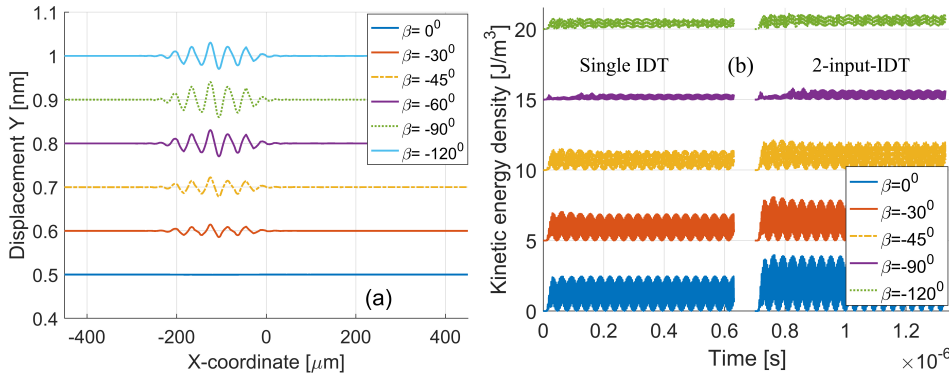 Displacement Y [nm]
1.1
1
0.9
0.8
0.7
0.6
0.5
0.4
-400
-200
0
200
400
X-coordinate [μm]
(a)
β= 0⁰
β= -30⁰
β= -45⁰
β= -60⁰
β= -90⁰
β= -120⁰
Kinetic energy density [J/m³]
20
15
10
5
0
Single IDT
(b)
2-input-IDT
β=0⁰
β=-30⁰
β=-45⁰
β=-90⁰
β=-120⁰
0
0.2
0.4
0.6
0.8
1
1.2
Time [s]
×10⁻⁶